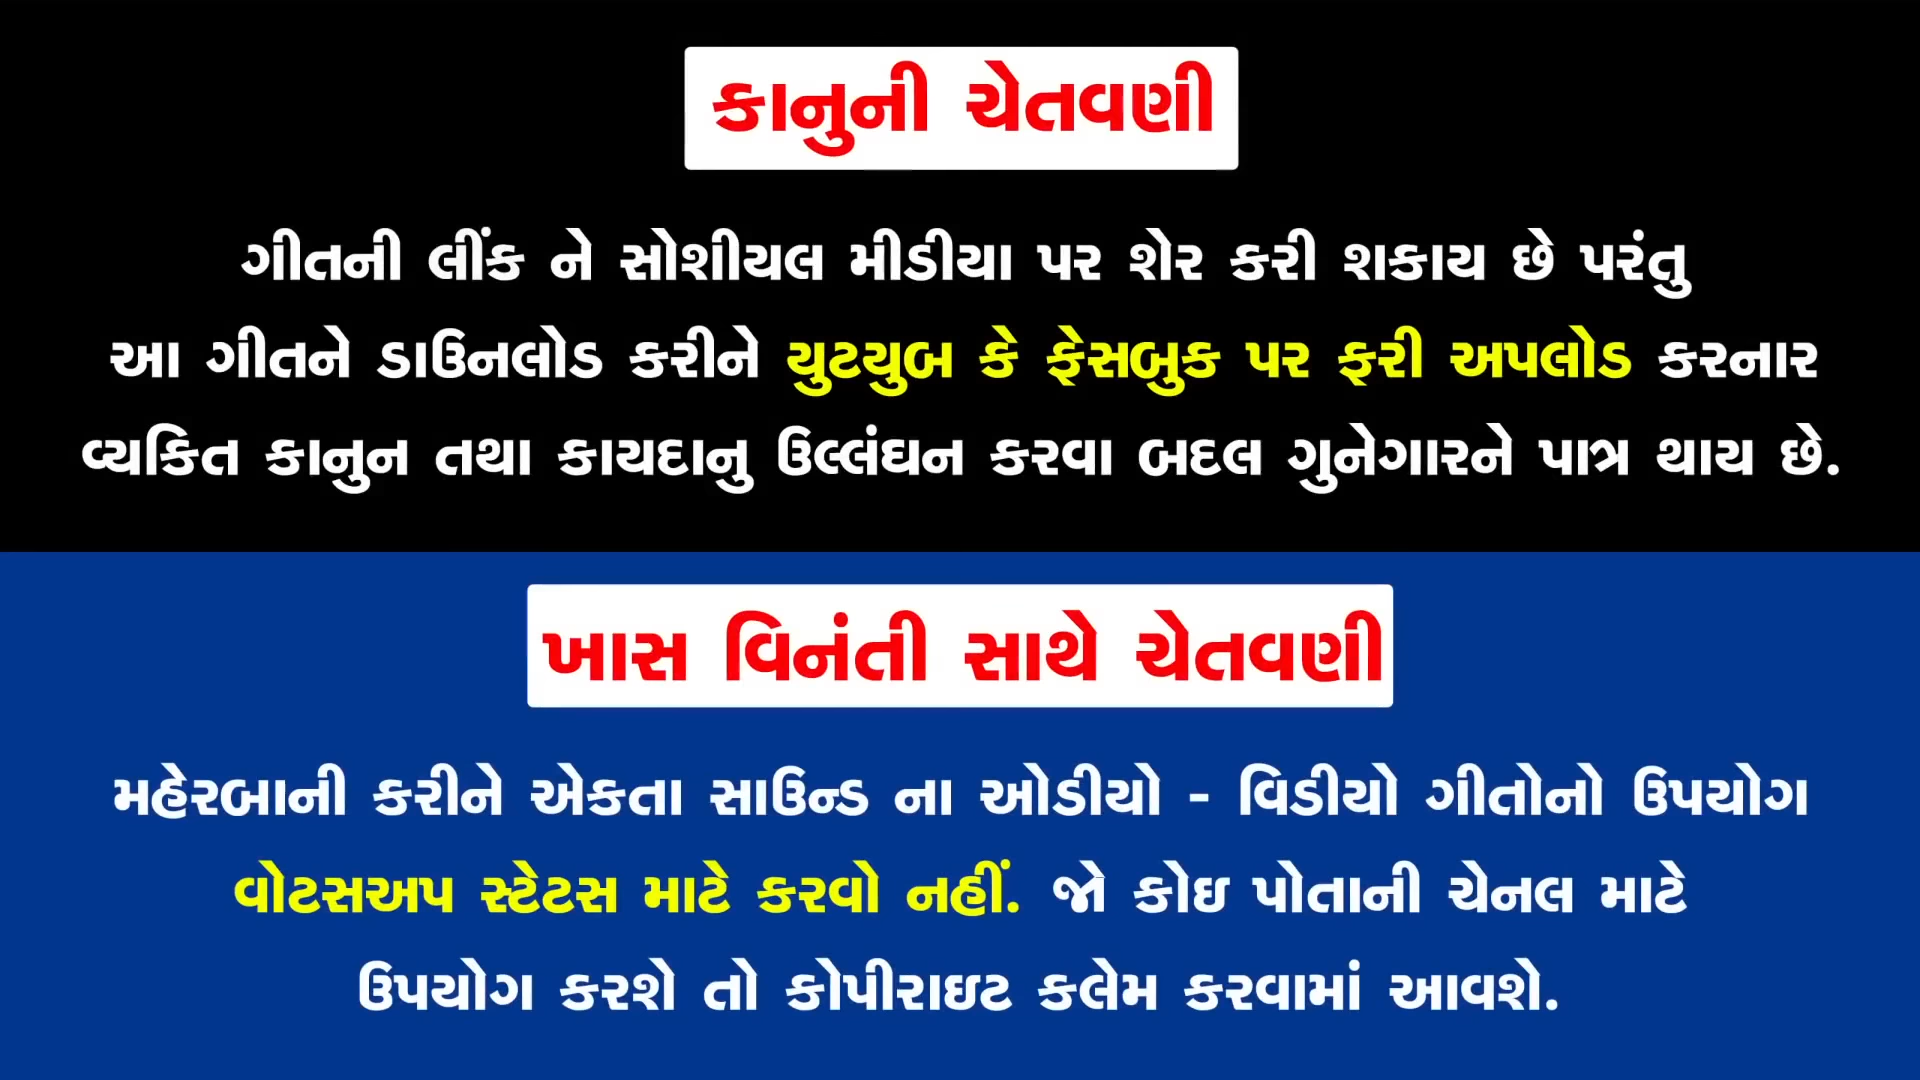 કાનુની ચેતવણી
ગીતની લીંક ને સોશીયલ મીડીયા પર શેર કરી શકાય છે પરંતુ
આ ગીતને ડાઉનલોડ કરીને યુટયુબ કે ફેસબુક પર ફરી અપલોડ કરનાર
વ્યકિત કાનુન તથા કાયદાનુ ઉલ્લંઘન કરવા બદલ ગુનેગારને પાત્ર થાય છે.
ખાસ વિનંતી સાથે ચેતવણી
મહેરબાની કરીને એકતા સાઉન્ડ ના ઓડીયો - વિડીયો ગીતોનો ઉપયોગ
વોટસઅપ સ્ટેટસ માટે કરવો નહીં. જો કોઇ પોતાની ચેનલ માટે
ઉપયોગ કરશે તો કોપીરાઇટ કલેમ કરવામાં આવશે.